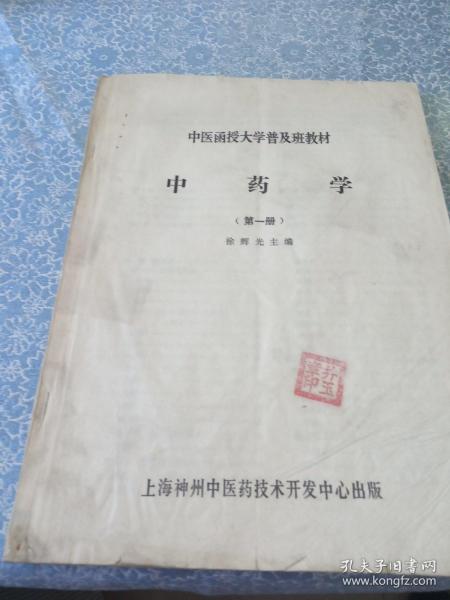 中医函授大学普及班教材
中药学
（第一册）
徐辉光主编
上海神州中医药技术开发中心出版
孔夫子旧书网
www.kongfz.com